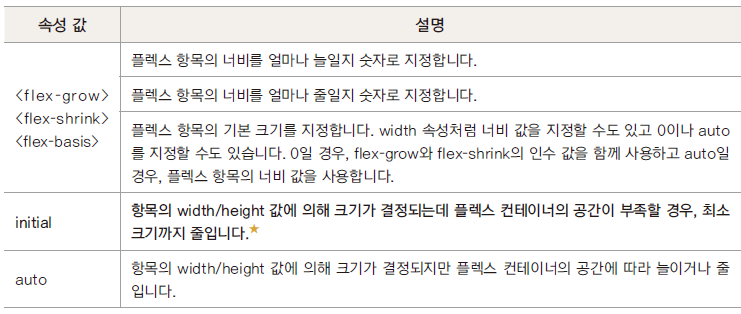 속성 값
설명
<flex-grow>
<flex-shrink>
<flex-basis>
플렉스 항목의 너비를 얼마나 늘일지 숫자로 지정합니다.
플렉스 항목의 너비를 얼마나 줄일지 숫자로 지정합니다.
플렉스 항목의 기본 크기를 지정합니다. width 속성처럼 너비 값을 지정할 수도 있고 0이나 auto
를 지정할 수도 있습니다. 0일 경우, flex-grow와 flex-shrink의 인수 값을 함께 사용하고 auto일
경우, 플렉스 항목의 너비 값을 사용합니다.
initial
항목의 width/height 값에 의해 크기가 결정되는데 플렉스 컨테이너의 공간이 부족할 경우, 최소
크기까지 줄입니다.★
auto
항목의 width/height 값에 의해 크기가 결정되지만 플렉스 컨테이너의 공간에 따라 늘이거나 줄
입니다.